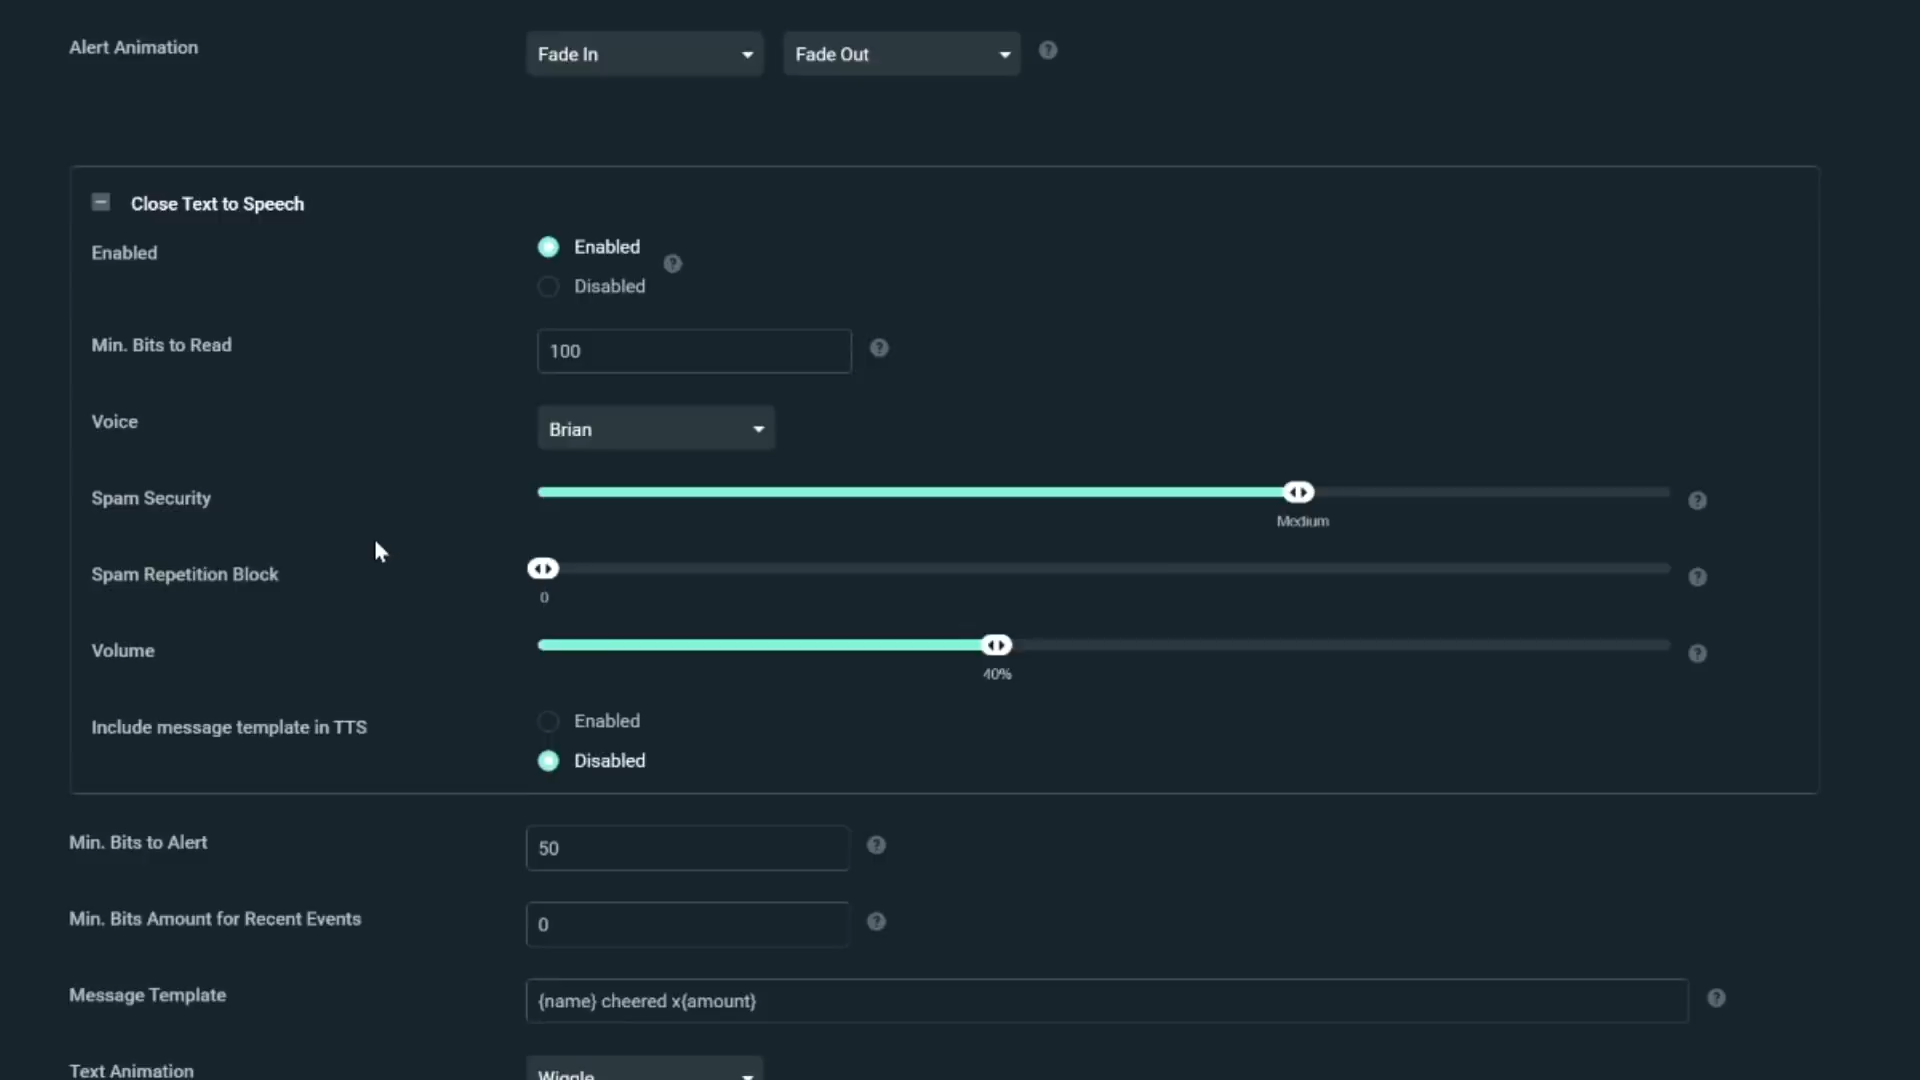 Alert Animation
Fade In
Fade Out
Close Text to Speech
Enabled
Enabled
Disabled
Min. Bits to Read
100
Voice
Brian
Spam Security
Medium
Spam Repetition Block
0
Volume
40%
Include message template in TTS
Enabled
Disabled
Min. Bits to Alert
50
Min. Bits Amount for Recent Events
0
Message Template
{name} cheered x{amount}
Text Animation
Wiggle